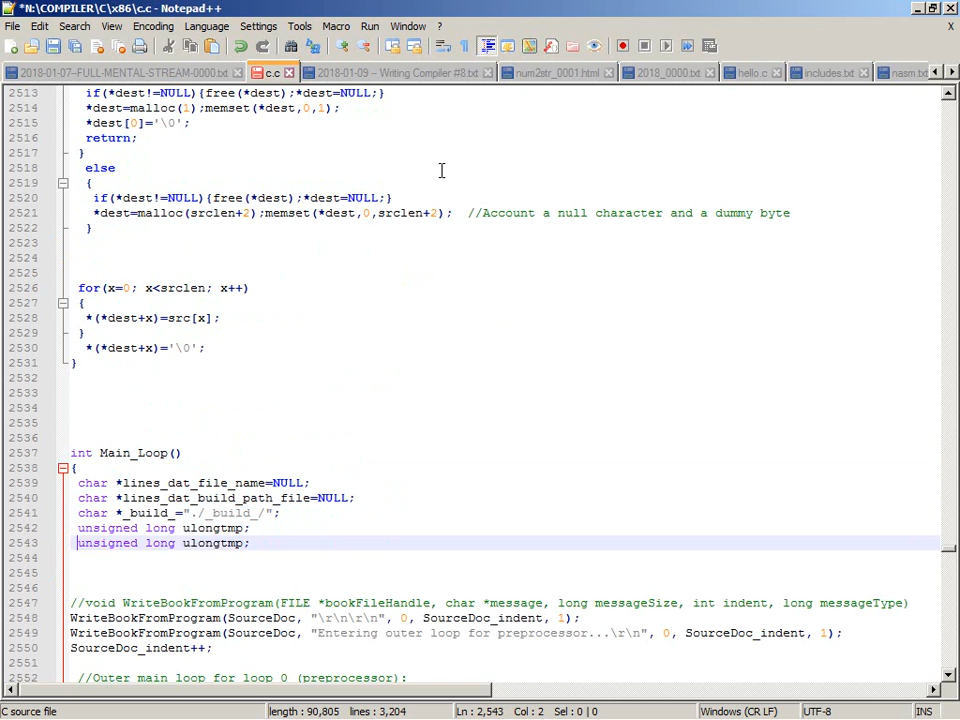 *N:\COMPILER\C\x86\c.c - Notepad++
File Edit Search View Encoding Language Settings Tools Macro Run Window ? X
2018-01-07-FULL-MENTAL-STREAM-0000.txt c.c 2018-01-09 -- Writing Compiler #8.txt num2str_0001.html 2018_0000.txt hello.c includes.txt nasm.txt
2513 if(*dest!=NULL){free(*dest);*dest=NULL;}
2514 *dest=malloc(1);memset(*dest,0,1);
2515 *dest[0]='\0';
2516 return;
2517 }
2518 else
2519 {
2520 if(*dest!=NULL){free(*dest);*dest=NULL;}
2521 *dest=malloc(srclen+2);memset(*dest,0,srclen+2); //Account a null character and a dummy byte
2522 }
2523
2524
2525
2526 for(x=0; x<srclen; x++)
2527 {
2528 *(*dest+x)=src[x];
2529 }
2530 *(*dest+x)='\0';
2531 }
2532
2533
2534
2535
2536
2537 int Main_Loop()
2538 {
2539 char *lines_dat_file_name=NULL;
2540 char *lines_dat_build_path_file=NULL;
2541 char *_build_="./_build_/";
2542 unsigned long ulongtmp;
2543 unsigned long ulongtmp;
2544
2545
2546
2547 //void WriteBookFromProgram(FILE *bookFileHandle, char *message, long messageSize, int indent, long messageType)
2548 WriteBookFromProgram(SourceDoc, "\r\n\r\n", 0, SourceDoc_indent, 1);
2549 WriteBookFromProgram(SourceDoc, "Entering outer loop for preprocessor...\r\n", 0, SourceDoc_indent, 1);
2550 SourceDoc_indent++;
2551
2552 //Outer main loop for loop 0 (preprocessor):
C source file length : 90,805 lines : 3,204 Ln : 2,543 Col : 2 Sel : 0 | 0 Windows (CR LF) UTF-8 INS